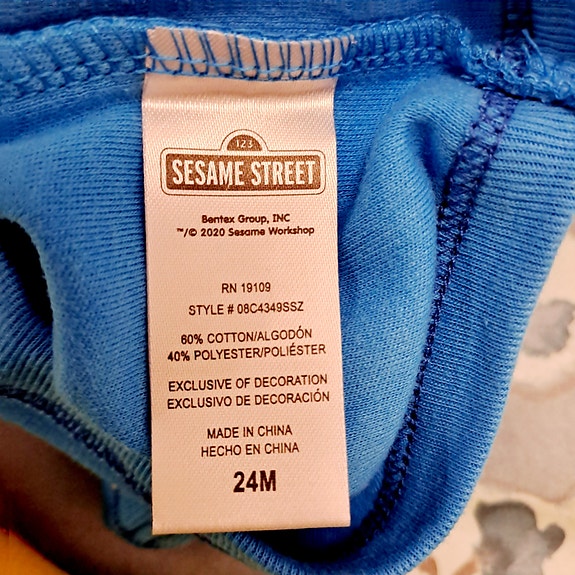 123
SESAME STREET
Bentex Group, INC
™/© 2020 Sesame Workshop
RN 19109
STYLE # 08C4349SSZ
60% COTTON/ALGODÓN
40% POLYESTER/POLIÉSTER
EXCLUSIVE OF DECORATION
EXCLUSIVO DE DECORACIÓN
MADE IN CHINA
HECHO EN CHINA
24M